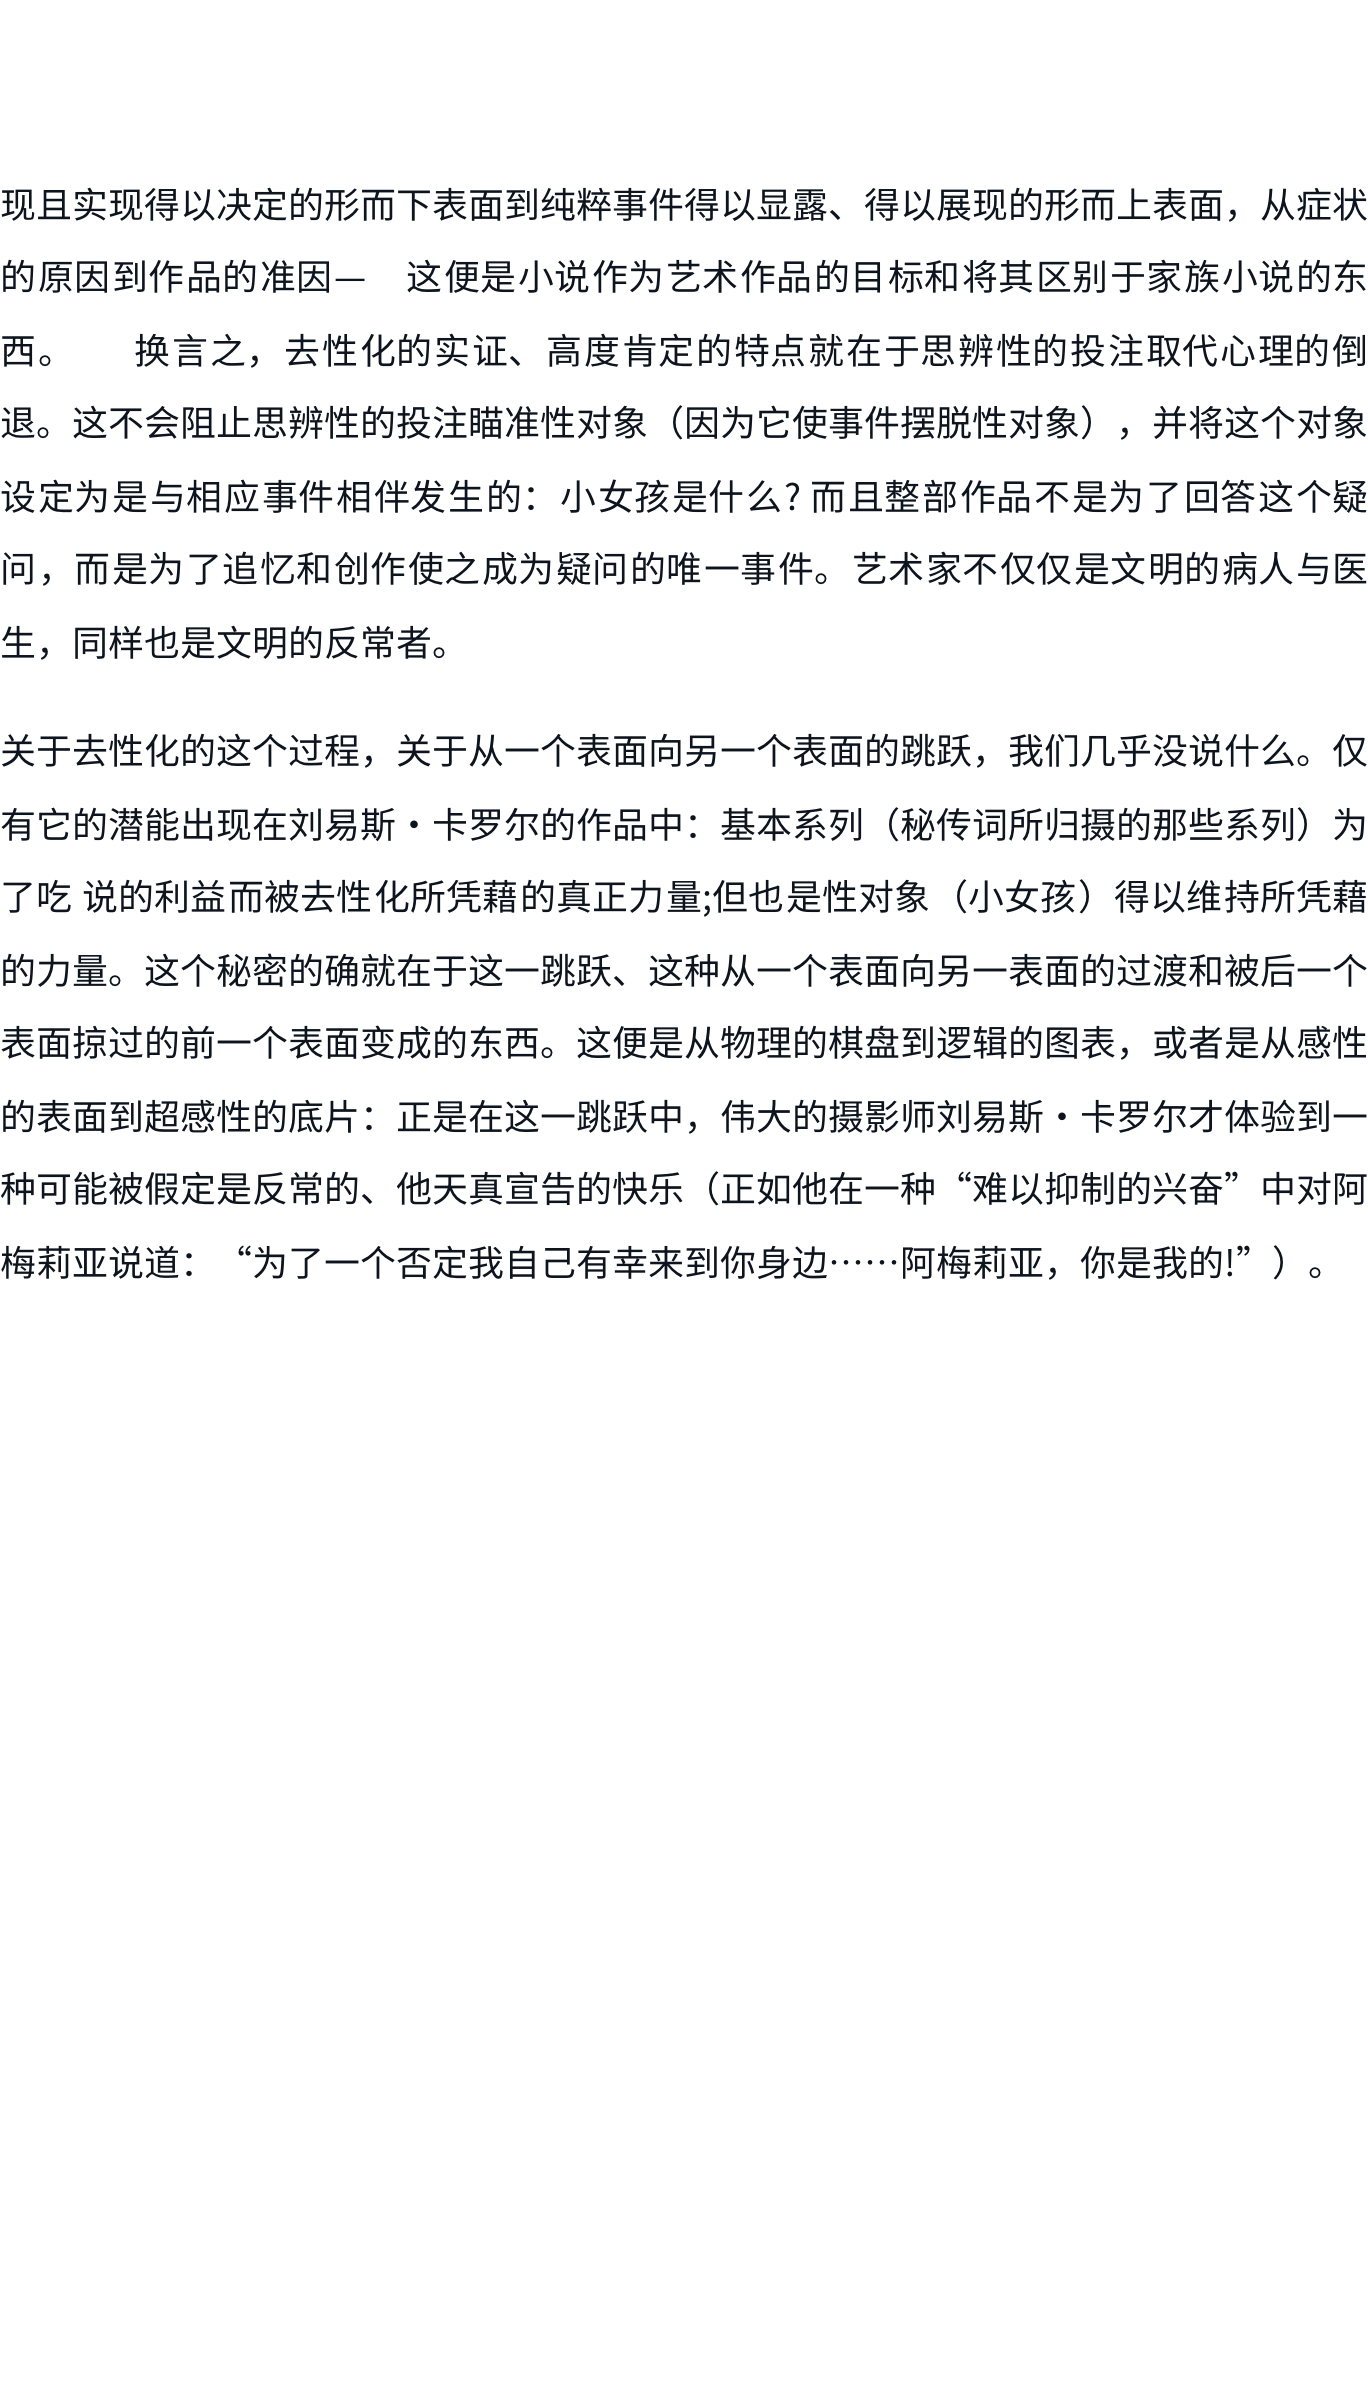 现且实现得以决定的形而下表面到纯粹事件得以显露、得以展现的形而上表面，从症状
的原因到作品的准因— 这便是小说作为艺术作品的目标和将其区别于家族小说的东
西。 换言之，去性化的实证、高度肯定的特点就在于思辨性的投注取代心理的倒
退。这不会阻止思辨性的投注瞄准性对象（因为它使事件摆脱性对象），并将这个对象
设定为是与相应事件相伴发生的：小女孩是什么? 而且整部作品不是为了回答这个疑
问，而是为了追忆和创作使之成为疑问的唯一事件。艺术家不仅仅是文明的病人与医
生，同样也是文明的反常者。
关于去性化的这个过程，关于从一个表面向另一个表面的跳跃，我们几乎没说什么。仅
有它的潜能出现在刘易斯・卡罗尔的作品中：基本系列（秘传词所归摄的那些系列）为
了吃 说的利益而被去性化所凭藉的真正力量;但也是性对象（小女孩）得以维持所凭藉
的力量。这个秘密的确就在于这一跳跃、这种从一个表面向另一表面的过渡和被后一个
表面掠过的前一个表面变成的东西。这便是从物理的棋盘到逻辑的图表，或者是从感性
的表面到超感性的底片：正是在这一跳跃中，伟大的摄影师刘易斯・卡罗尔才体验到一
种可能被假定是反常的、他天真宣告的快乐（正如他在一种“难以抑制的兴奋”中对阿
梅莉亚说道：“为了一个否定我自己有幸来到你身边……阿梅莉亚，你是我的!”）。